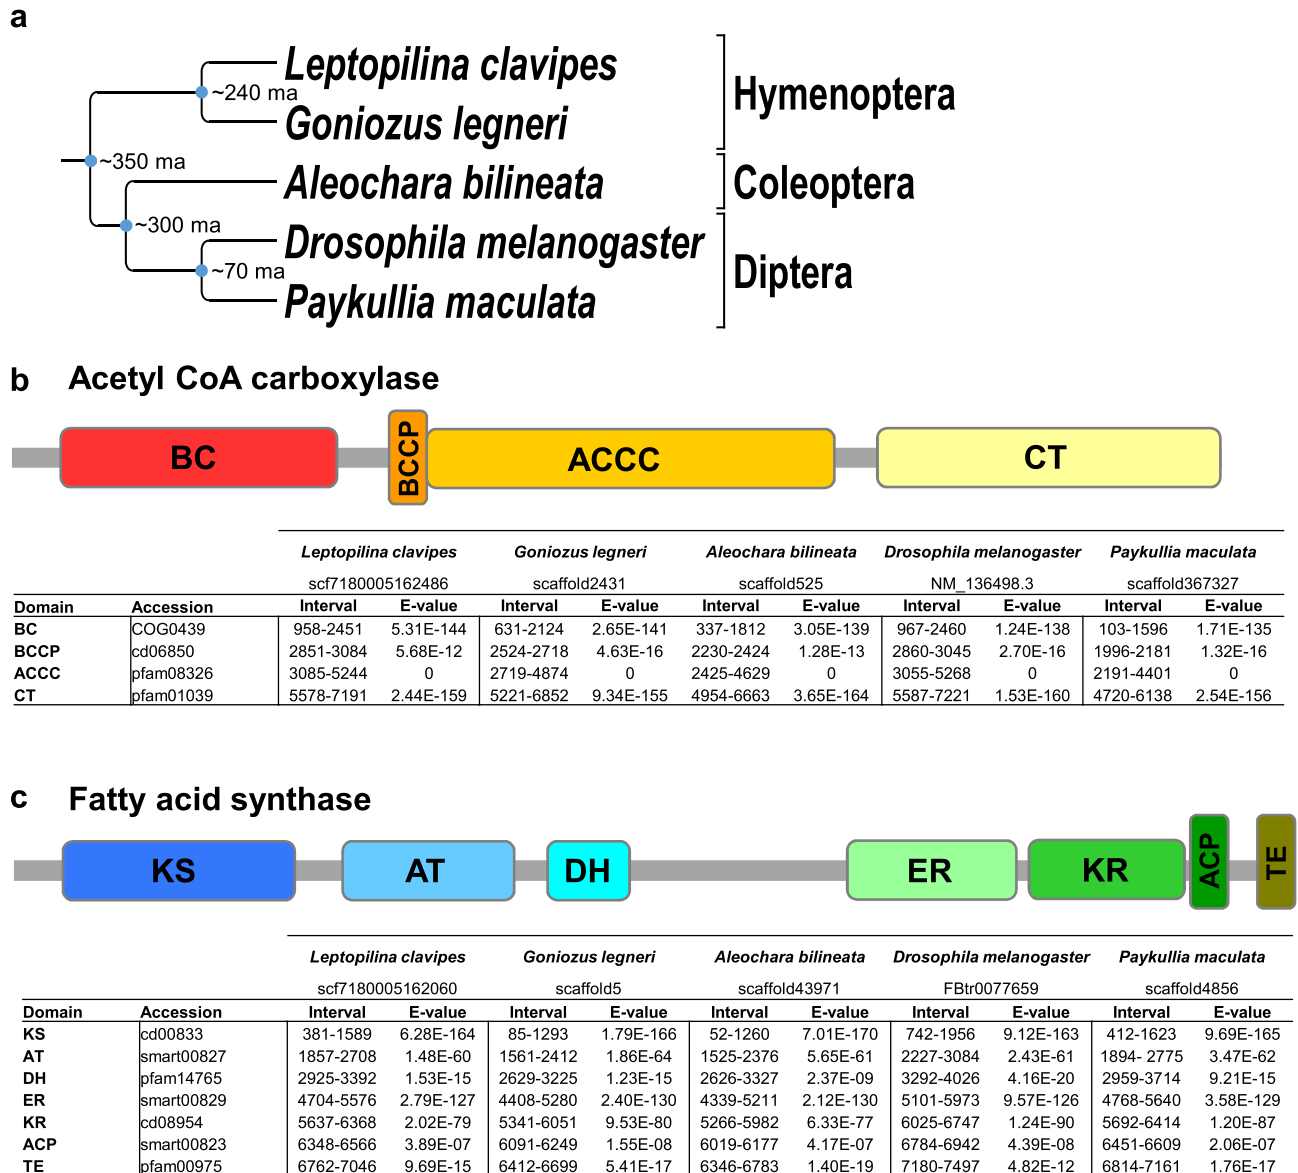 a
Leptopilina clavipes
~240 ma
Goniozus legneri
Hymenoptera
~350 ma
Aleochara bilineata
Coleoptera
~300 ma
Drosophila melanogaster
~70 ma
Paykullia maculata
Diptera
b Acetyl CoA carboxylase
BC BCCP ACCC CT
Leptopilina clavipes Goniozus legneri Aleochara bilineata Drosophila melanogaster Paykullia maculata
scf7180005162486 scaffold2431 scaffold525 NM_136498.3 scaffold367327
Domain Accession Interval E-value Interval E-value Interval E-value Interval E-value Interval E-value
BC COG0439 958-2451 5.31E-144 631-2124 2.65E-141 337-1812 3.05E-139 967-2460 1.24E-138 103-1596 1.71E-135
BCCP cd06850 2851-3084 5.68E-12 2524-2718 4.63E-16 2230-2424 1.28E-13 2860-3045 2.70E-16 1996-2181 1.32E-16
ACCC pfam08326 3085-5244 0 2719-4874 0 2425-4629 0 3055-5268 0 2191-4401 0
CT pfam01039 5578-7191 2.44E-159 5221-6852 9.34E-155 4954-6663 3.65E-164 5587-7221 1.53E-160 4720-6138 2.54E-156
c Fatty acid synthase
KS AT DH ER KR ACP TE
Leptopilina clavipes Goniozus legneri Aleochara bilineata Drosophila melanogaster Paykullia maculata
scf7180005162060 scaffold5 scaffold43971 FBtr0077659 scaffold4856
Domain Accession Interval E-value Interval E-value Interval E-value Interval E-value Interval E-value
KS cd00833 381-1589 6.28E-164 85-1293 1.79E-166 52-1260 7.01E-170 742-1956 9.12E-163 412-1623 9.69E-165
AT smart00827 1857-2708 1.48E-60 1561-2412 1.86E-64 1525-2376 5.65E-61 2227-3084 2.43E-61 1894- 2775 3.47E-62
DH pfam14765 2925-3392 1.53E-15 2629-3225 1.23E-15 2626-3327 2.37E-09 3292-4026 4.16E-20 2959-3714 9.21E-15
ER smart00829 4704-5576 2.79E-127 4408-5280 2.40E-130 4339-5211 2.12E-130 5101-5973 9.57E-126 4768-5640 3.58E-129
KR cd08954 5637-6368 2.02E-79 5341-6051 9.53E-80 5266-5982 6.33E-77 6025-6747 1.24E-90 5692-6414 1.20E-87
ACP smart00823 6348-6566 3.89E-07 6091-6249 1.55E-08 6019-6177 4.17E-07 6784-6942 4.39E-08 6451-6609 2.06E-07
TE pfam00975 6762-7046 9.69E-15 6412-6699 5.41E-17 6346-6783 1.40E-19 7180-7497 4.82E-12 6814-7161 1.76E-17